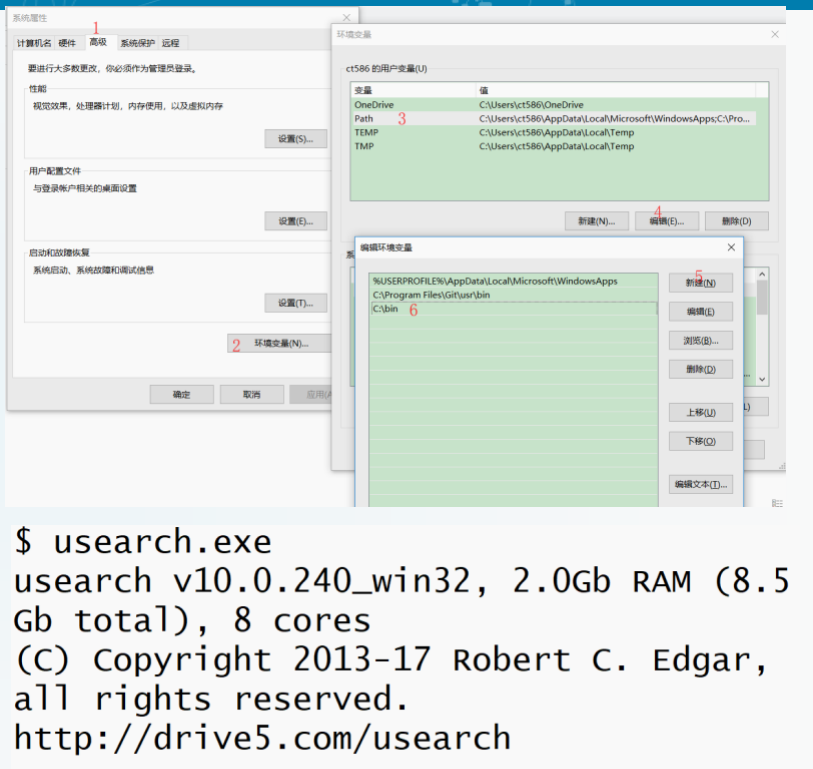 系统属性
1
计算机名 硬件 高级 系统保护 远程
要进行大多数更改，你必须作为管理员登录。
性能
视觉效果，处理器计划，内存使用，以及虚拟内存
设置(S)...
用户配置文件
与登录帐户相关的桌面设置
设置(E)...
启动和故障恢复
系统启动、系统故障和调试信息
设置(T)...
2 环境变量(N)...
确定 取消 应用(A
环境变量
ct586 的用户变量(U)
变量 值
OneDrive C:\Users\ct586\OneDrive
Path 3 C:\Users\ct586\AppData\Local\Microsoft\WindowsApps;C:\Pro...
TEMP C:\Users\ct586\AppData\Local\Temp
TMP C:\Users\ct586\AppData\Local\Temp
4
新建(N)... 编辑(E)... 删除(D)
系
编辑环境变量
%USERPROFILE%\AppData\Local\Microsoft\WindowsApps
C:\Program Files\Git\usr\bin
C:\bin 6
5
新建(N)
编辑(E)
浏览(B)...
删除(D)
上移(U)
下移(O)
编辑文本(T)...
...
L)
$ usearch.exe
usearch v10.0.240_win32, 2.0Gb RAM (8.5
Gb total), 8 cores
(C) Copyright 2013-17 Robert C. Edgar,
all rights reserved.
http://drive5.com/usearch